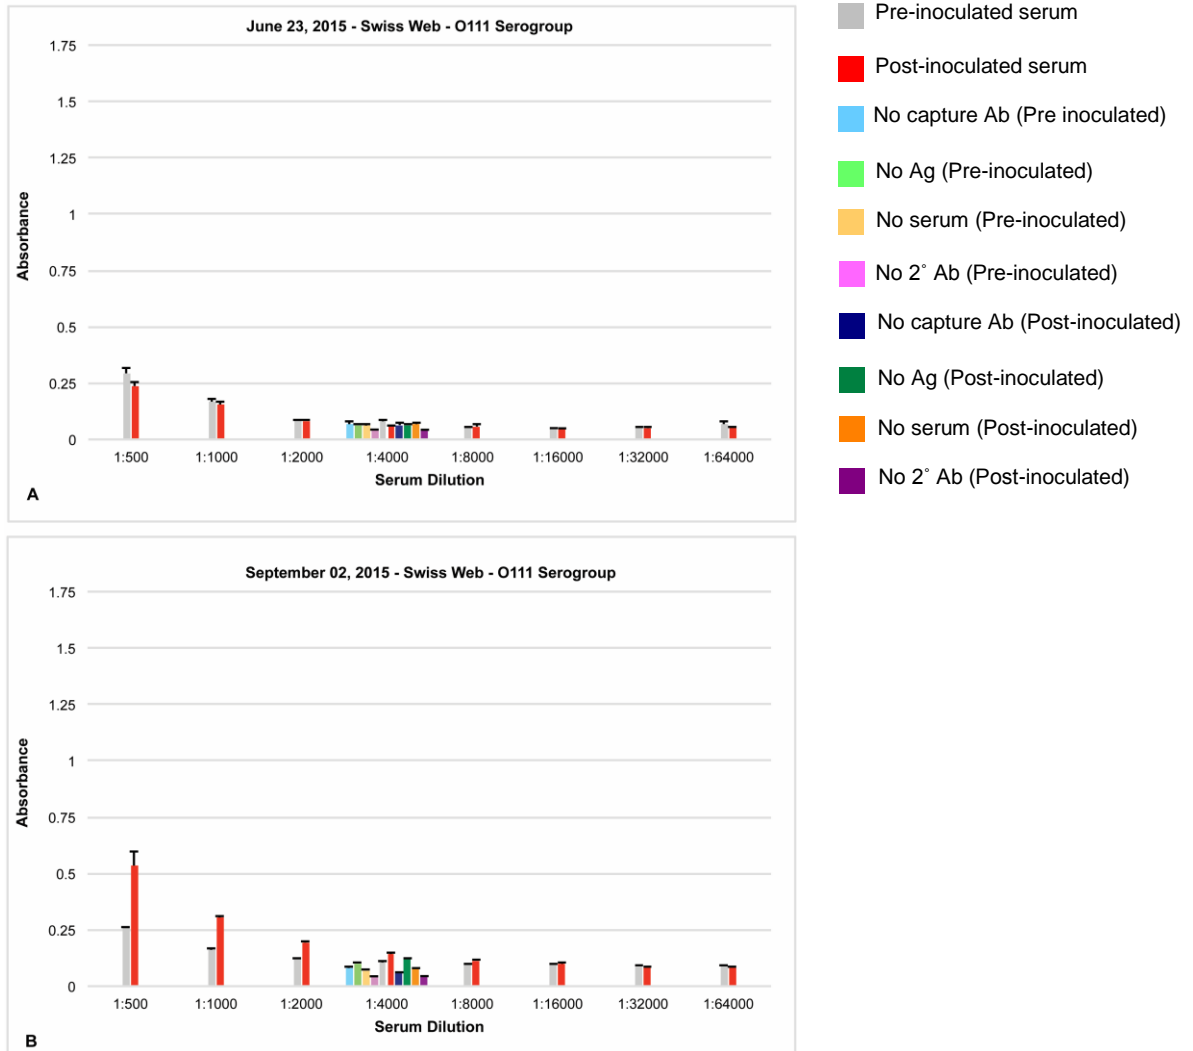 June 23, 2015 - Swiss Web - O111 Serogroup
1.75
1.5
1.25
1
0.75
0.5
0.25
0
Absorbance
1:500 1:1000 1:2000 1:4000 1:8000 1:16000 1:32000 1:64000
Serum Dilution
A
Pre-inoculated serum
Post-inoculated serum
No capture Ab (Pre inoculated)
No Ag (Pre-inoculated)
No serum (Pre-inoculated)
No 2˚ Ab (Pre-inoculated)
No capture Ab (Post-inoculated)
No Ag (Post-inoculated)
No serum (Post-inoculated)
No 2˚ Ab (Post-inoculated)
September 02, 2015 - Swiss Web - O111 Serogroup
1.75
1.5
1.25
1
0.75
0.5
0.25
0
Absorbance
1:500 1:1000 1:2000 1:4000 1:8000 1:16000 1:32000 1:64000
Serum Dilution
B